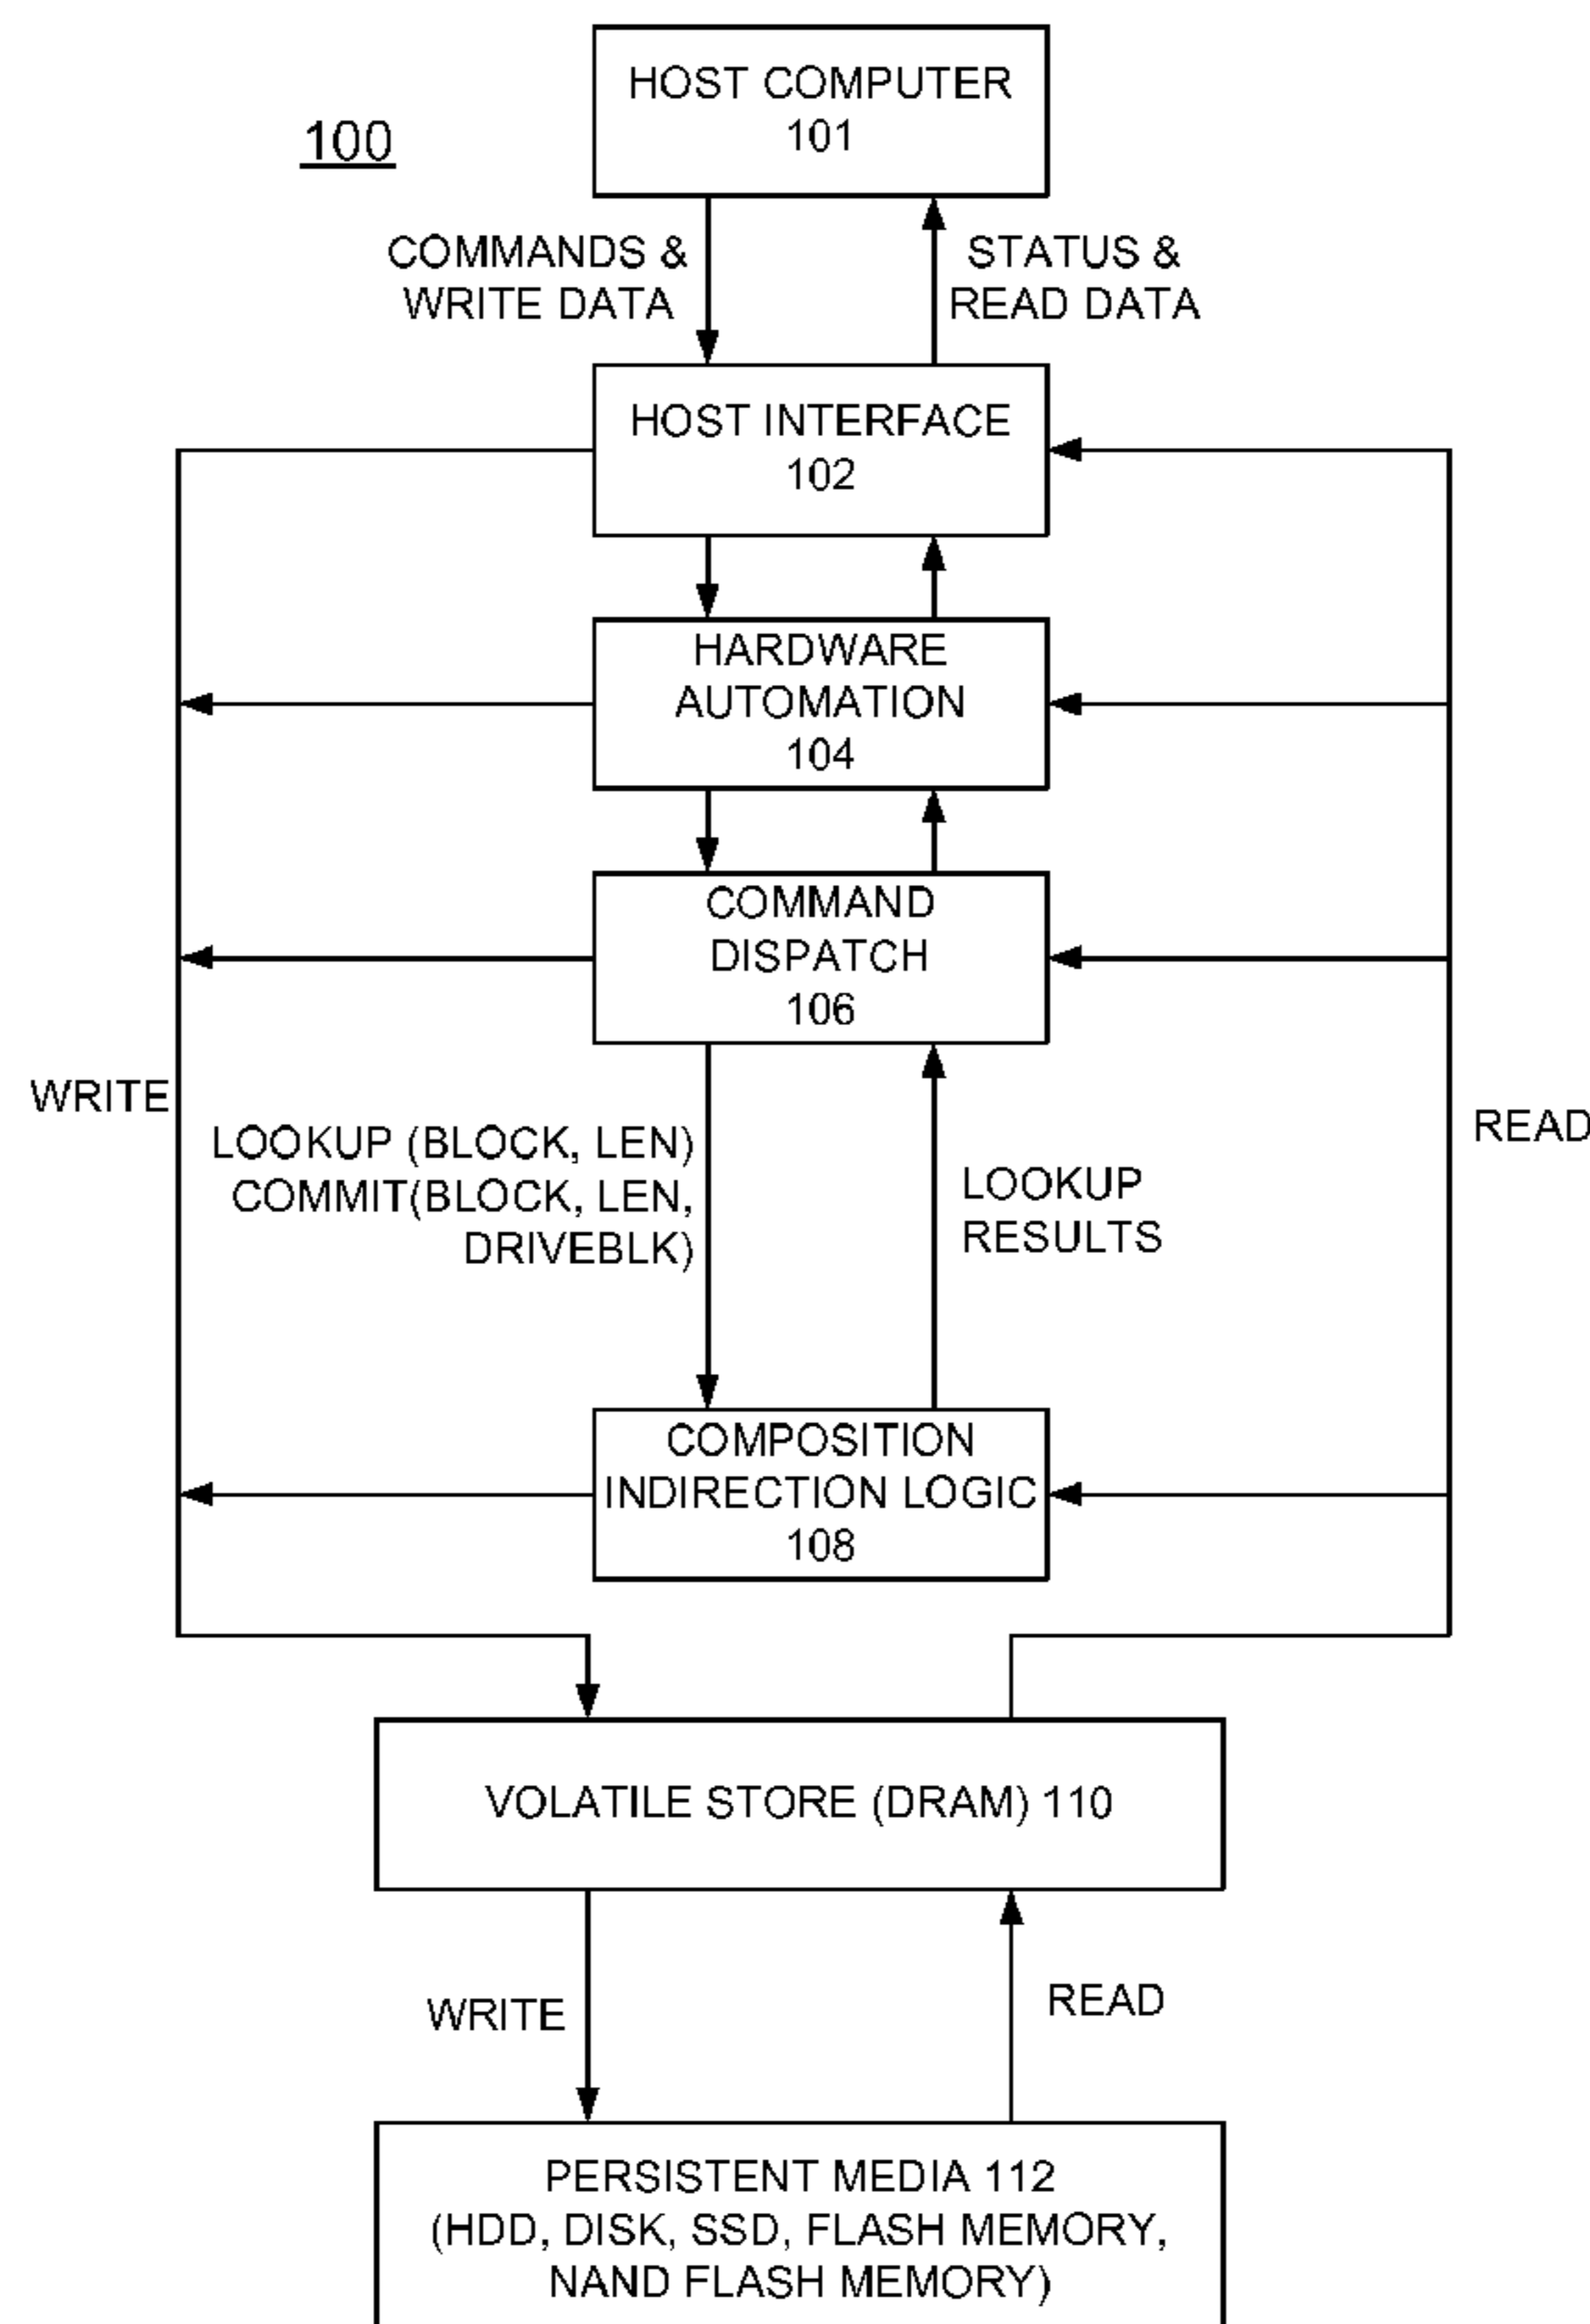 HOST COMPUTER
101
100
COMMANDS &
WRITE DATA
STATUS &
READ DATA
HOST INTERFACE
102
HARDWARE
AUTOMATION
104
COMMAND
DISPATCH
106
WRITE
READ
LOOKUP (BLOCK, LEN)
COMMIT(BLOCK, LEN,
DRIVEBLK)
LOOKUP
RESULTS
COMPOSITION
INDIRECTION LOGIC
108
VOLATILE STORE (DRAM) 110
WRITE
READ
PERSISTENT MEDIA 112
(HDD, DISK, SSD, FLASH MEMORY,
NAND FLASH MEMORY)